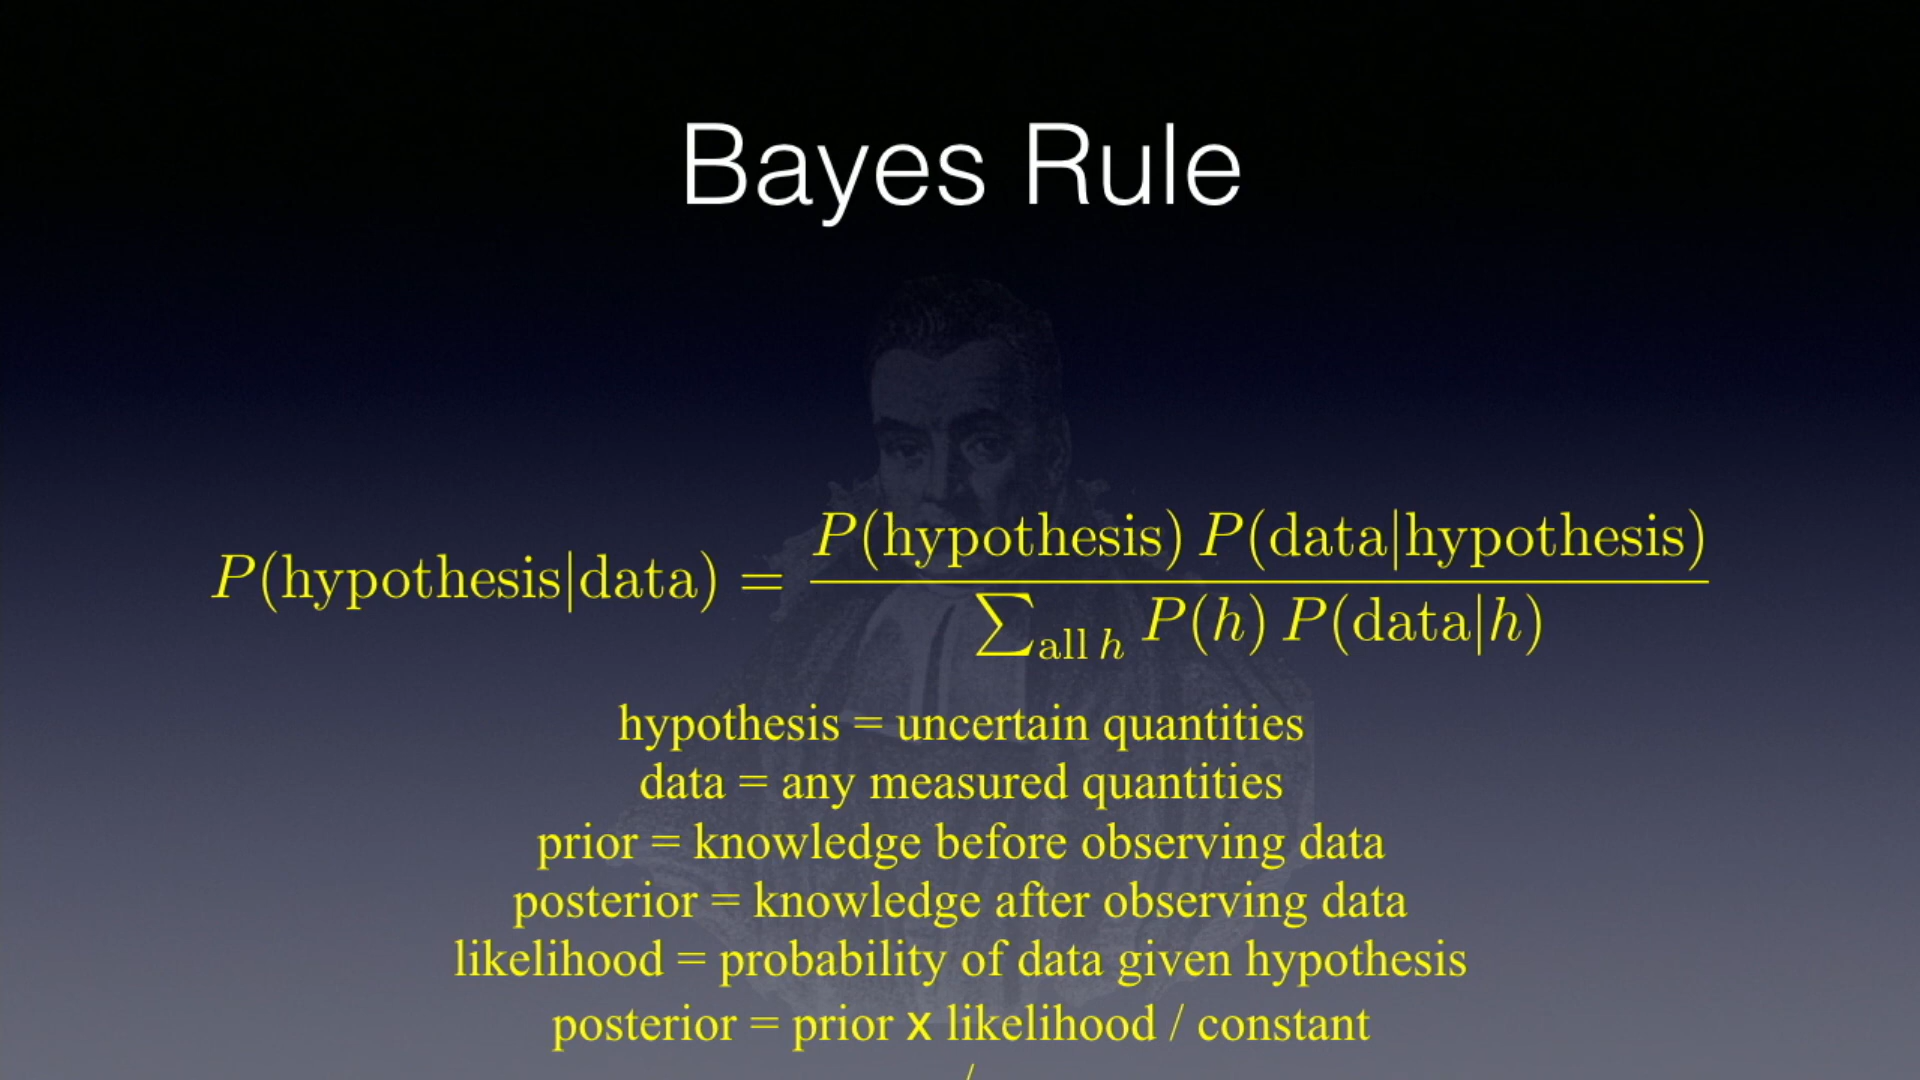 Bayes Rule
P(hypothesis|data) = P(hypothesis) P(data|hypothesis) / ∑all h P(h) P(data|h)
hypothesis = uncertain quantities
data = any measured quantities
prior = knowledge before observing data
posterior = knowledge after observing data
likelihood = probability of data given hypothesis
posterior = prior x likelihood / constant